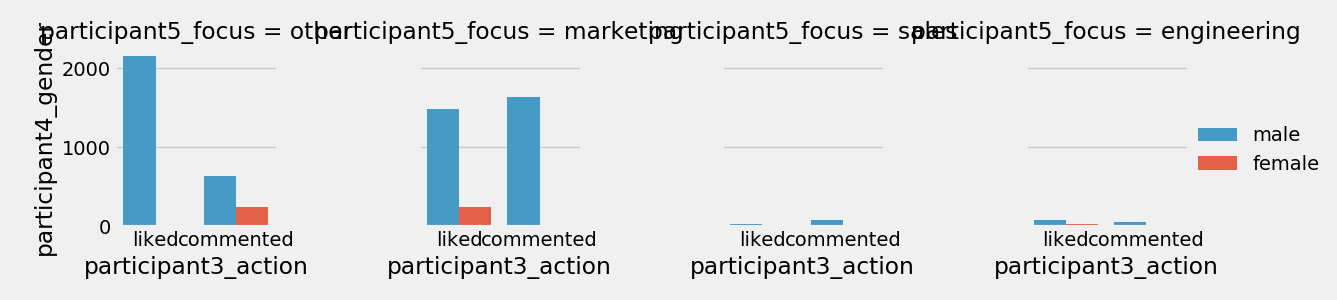 participant5_focus = other
participant5_focus = marketing
participant5_focus = sales
participant5_focus = engineering
participant4_gender
2000
1000
0
liked commented
liked commented
liked commented
liked commented
participant3_action
participant3_action
participant3_action
participant3_action
male
female